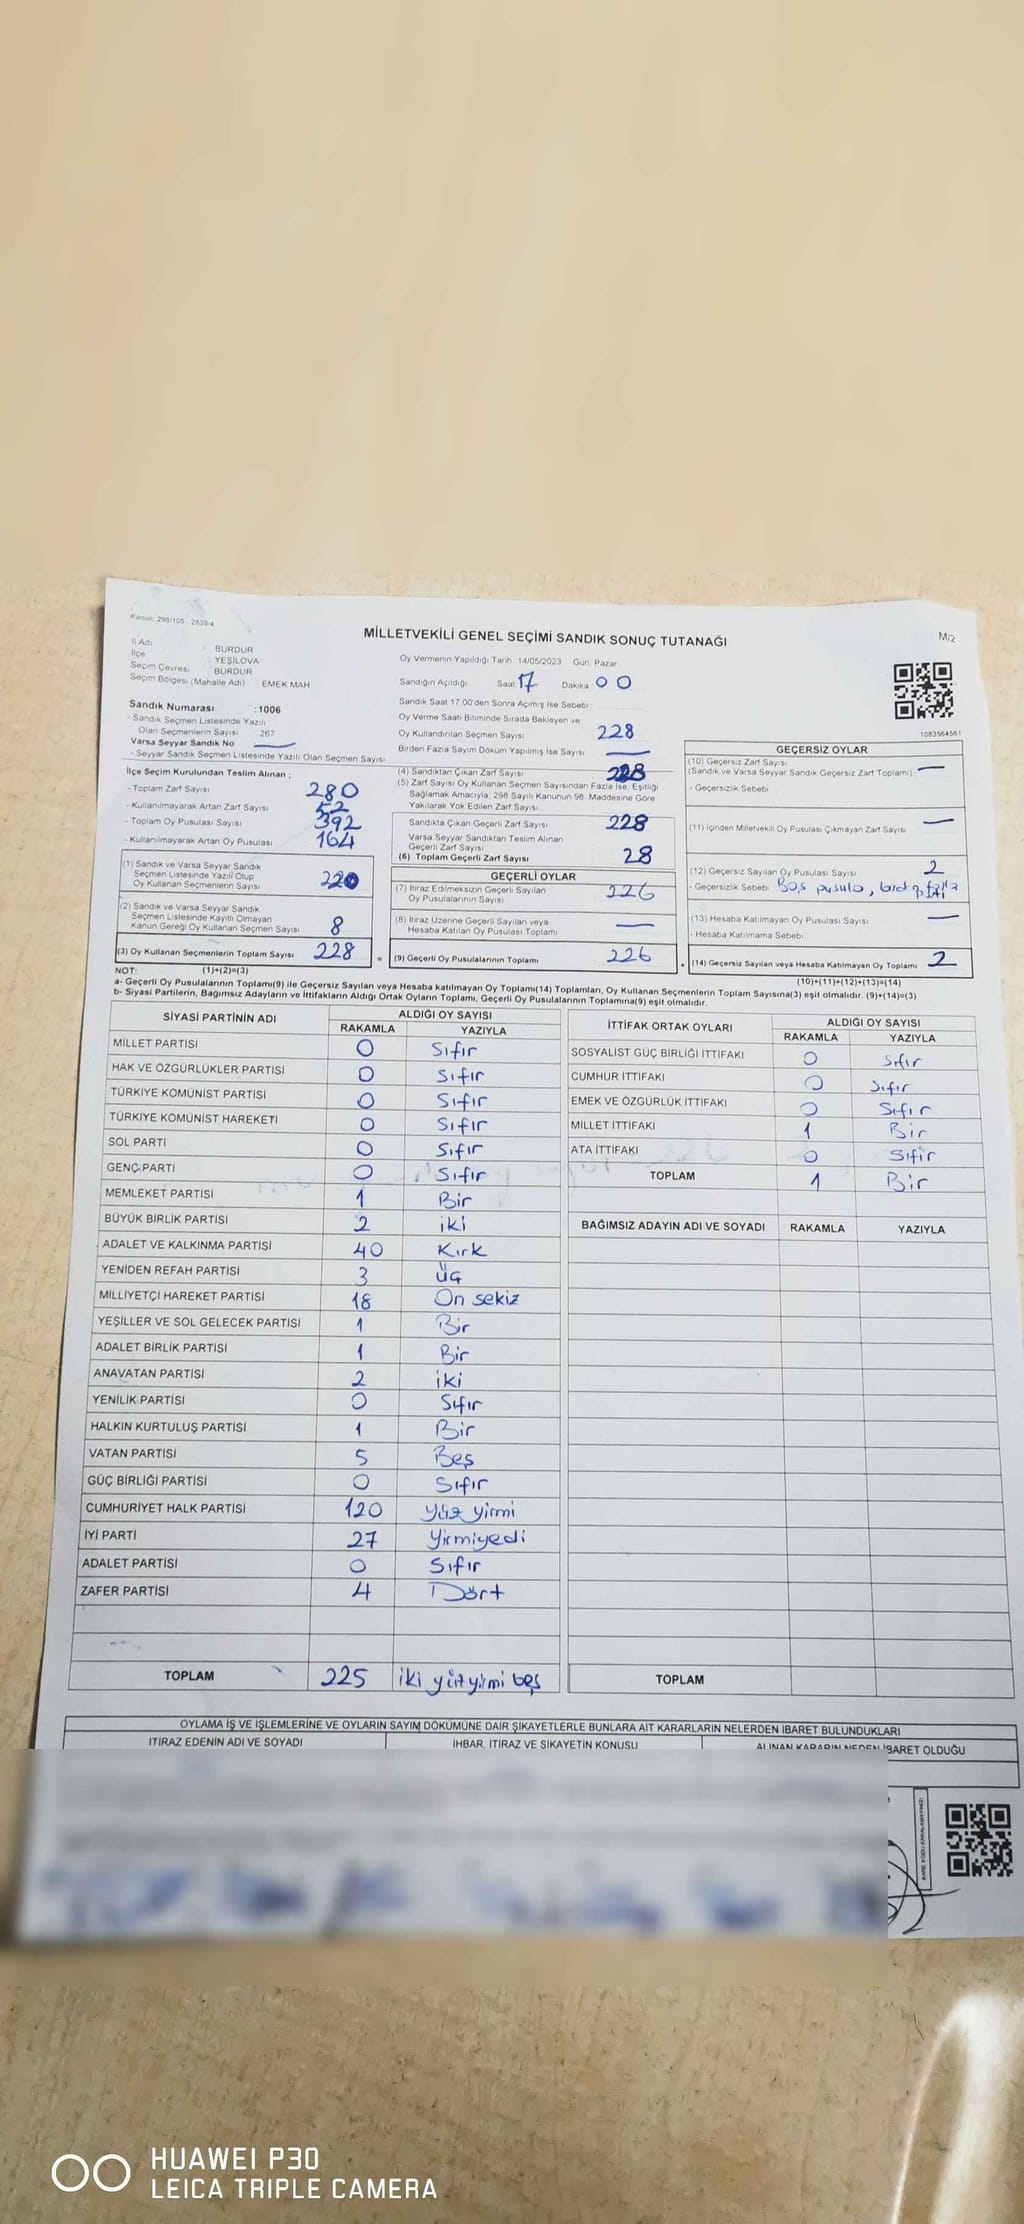 Kanun: 298/105 2839/4
MİLLETVEKİLİ GENEL SEÇİMİ SANDIK SONUÇ TUTANAĞI
M/2
İl Adı : BURDUR
İlçe : YEŞİLOVA
Seçim Çevresi : BURDUR
Seçim Bölgesi (Mahalle Adı) EMEK MAH
Oy Vermenin Yapıldığı Tarih: 14/05/2023 Gün: Pazar
Sandığın Açıldığı Saat: 17 Dakika 00
Sandık Saat 17.00'den Sonra Açımış İse Sebebi:
Oy Verme Saati Bitiminde Sırada Bekleyen ve
Oy Kullandırılan Seçmen Sayısı 228
Birden Fazla Sayım Döküm Yapılmış İse Sayısı —
1083564561
Sandık Numarası :1006
- Sandık Seçmen Listesinde Yazılı
Olan Seçmenlerin Sayısı 267
Varsa Seyyar Sandık No —
- Seyyar Sandık Seçmen Listesinde Yazılı Olan Seçmen Sayısı
İlçe Seçim Kurulundan Teslim Alınan ;
- Toplam Zarf Sayısı 280
- Kullanılmayarak Artan Zarf Sayısı 52
- Toplam Oy Pusulası Sayısı 392
- Kullanılmayarak Artan Oy Pusulası 164
(1) Sandık ve Varsa Seyyar Sandık
Seçmen Listesinde Yazılı Olup
Oy Kullanan Seçmenlerin Sayısı 220
(2) Sandık ve Varsa Seyyar Sandık
Seçmen Listesinde Kayıtlı Olmayan
Kanun Gereği Oy Kullanan Seçmen Sayısı 8
(3) Oy Kullanan Seçmenlerin Toplam Sayısı 228 =
(4) Sandıktan Çıkan Zarf Sayısı 228
(5) Zarf Sayısı Oy Kullanan Seçmen Sayısından Fazla İse, Eşitliği
Sağlamak Amacıyla, 298 Sayılı Kanunun 98. Maddesine Göre
Yakılarak Yok Edilen Zarf Sayısı
Sandıkta Çıkan Geçerli Zarf Sayısı 228
Varsa Seyyar Sandıktan Teslim Alınan
Geçerli Zarf Sayısı
(6) Toplam Geçerli Zarf Sayısı 28
GEÇERLİ OYLAR
(7) İtiraz Edilmeksizin Geçerli Sayılan
Oy Pusulalarının Sayısı 226
(8) İtiraz Üzerine Geçerli Sayılan veya
Hesaba Katılan Oy Pusulası Toplamı —
(9) Geçerli Oy Pusulalarının Toplamı 226 +
GEÇERSİZ OYLAR
(10) Geçersiz Zarf Sayısı
(Sandık ve Varsa Seyyar Sandık Geçersiz Zarf Toplamı) —
- Geçersizlik Sebebi
(11) İçinden Milletvekili Oy Pusulası Çıkmayan Zarf Sayısı —
(12) Geçersiz Sayılan Oy Pusulası Sayısı 2
- Geçersizlik Sebebi Boş pusula,
(13) Hesaba Katılmayan Oy Pusulası Sayısı —
- Hesaba Katılmama Sebebi
(14) Geçersiz Sayılan veya Hesaba Katılmayan Oy Toplamı 2
NOT: (1)+(2)=(3)
(10)+(11)+(12)+(13)=(14)
a- Geçerli Oy Pusulalarının Toplamı(9) ile Geçersiz Sayılan veya Hesaba katılmayan Oy Toplamı(14) Toplamları, Oy Kullanan Seçmenlerin Toplam Sayısına(3) eşit olmalıdır. (9)+(14)=(3)
b- Siyasi Partilerin, Bağımsız Adayların ve İttifakların Aldığı Ortak Oyların Toplamı, Geçerli Oy Pusulalarının Toplamına(9) eşit olmalıdır.
SİYASİ PARTİNİN ADI ALDIĞI OY SAYISI
RAKAMLA YAZIYLA
MİLLET PARTİSİ 0 Sıfır
HAK VE ÖZGÜRLÜKLER PARTİSİ 0 Sıfır
TÜRKİYE KOMÜNİST PARTİSİ 0 Sıfır
TÜRKİYE KOMÜNİST HAREKETİ 0 Sıfır
SOL PARTİ 0 Sıfır
GENÇ PARTİ 0 Sıfır
MEMLEKET PARTİSİ 1 Bir
BÜYÜK BİRLİK PARTİSİ 2 iki
ADALET VE KALKINMA PARTİSİ 40 Kırk
YENİDEN REFAH PARTİSİ 3 Üç
MİLLİYETÇİ HAREKET PARTİSİ 18 On sekiz
YEŞİLLER VE SOL GELECEK PARTİSİ 1 Bir
ADALET BİRLİK PARTİSİ 1 Bir
ANAVATAN PARTİSİ 2 iki
YENİLİK PARTİSİ 0 Sıfır
HALKIN KURTULUŞ PARTİSİ 1 Bir
VATAN PARTİSİ 5 Beş
GÜÇ BİRLİĞİ PARTİSİ 0 Sıfır
CUMHURİYET HALK PARTİSİ 120 Yüz yirmi
İYİ PARTİ 27 Yirmiyedi
ADALET PARTİSİ 0 Sıfır
ZAFER PARTİSİ 4 Dört
TOPLAM 225 iki yüz yirmi beş
İTTİFAK ORTAK OYLARI ALDIĞI OY SAYISI
RAKAMLA YAZIYLA
SOSYALİST GÜÇ BİRLİĞİ İTTİFAKI 0 Sıfır
CUMHUR İTTİFAKI 0 Sıfır
EMEK VE ÖZGÜRLÜK İTTİFAKI 0 Sıfır
MİLLET İTTİFAKI 1 Bir
ATA İTTİFAKI 0 Sıfır
TOPLAM 1 Bir
BAĞIMSIZ ADAYIN ADI VE SOYADI RAKAMLA YAZIYLA
TOPLAM
OYLAMA İŞ VE İŞLEMLERİNE VE OYLARIN SAYIM DÖKÜMÜNE DAİR ŞİKAYETLERLE BUNLARA AİT KARARLARIN NELERDEN İBARET BULUNDUKLARI
İTİRAZ EDENİN ADI VE SOYADI İHBAR, İTİRAZ VE ŞİKAYETİN KONUSU ALINAN KARARIN NEDEN İBARET OLDUĞU
HUAWEI P30
LEICA TRIPLE CAMERA